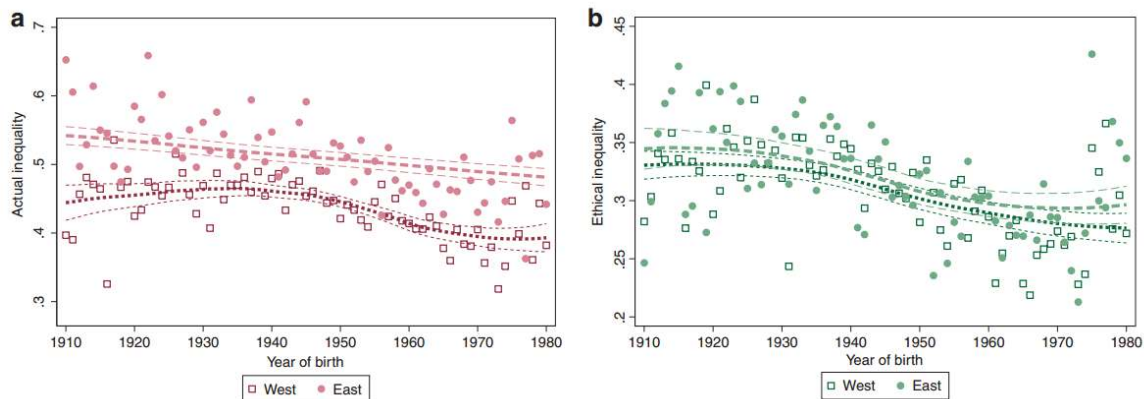 a
b
.7
.6
.5
.4
.3
Actual inequality
1910
1920
1930
1940
1950
1960
1970
1980
Year of birth
West
East
.45
.4
.35
.3
.25
.2
Ethical inequality
1910
1920
1930
1940
1950
1960
1970
1980
Year of birth
West
East